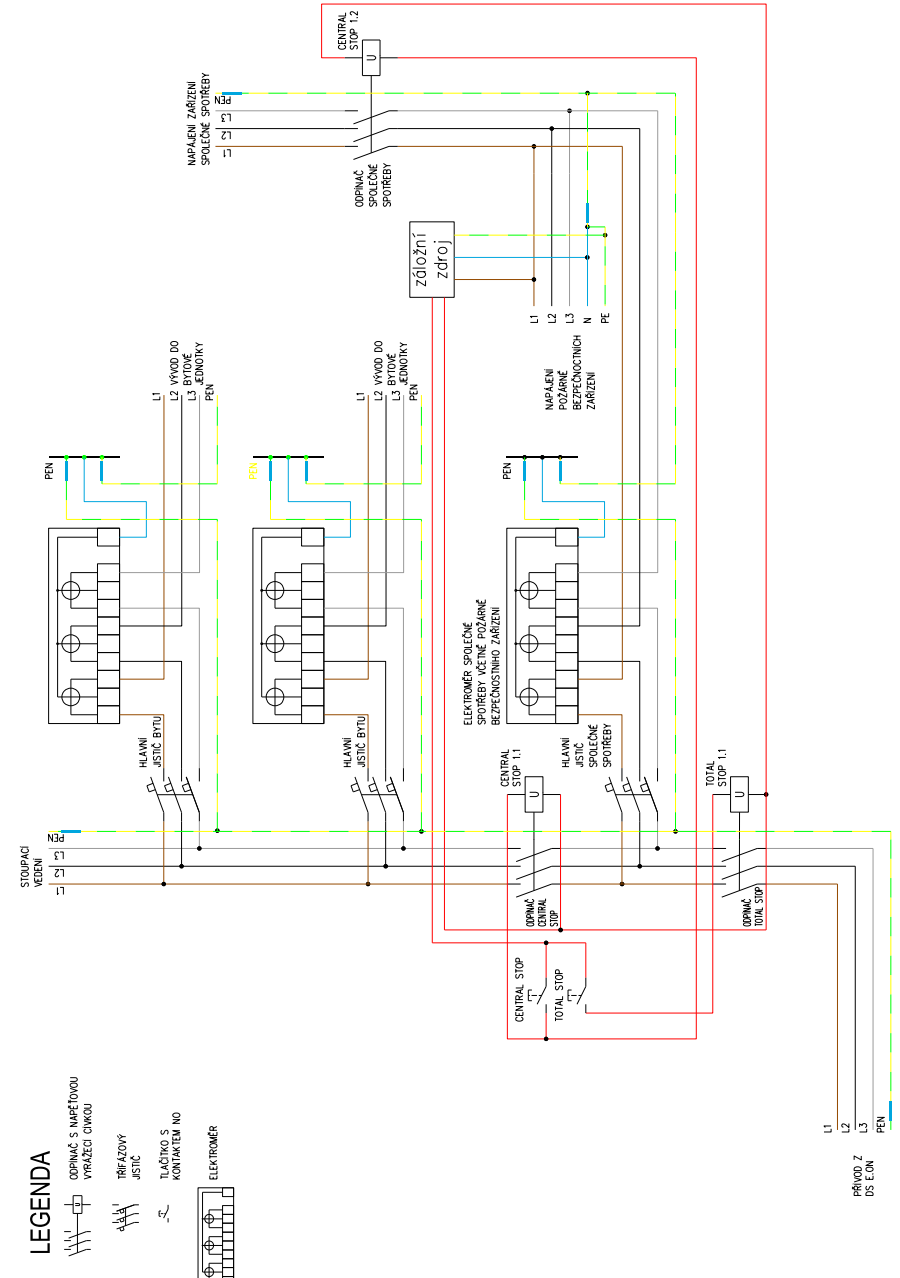 CENTRAL
STOP 1.2
U
NAPÁJENÍ ZAŘÍZENÍ
SPOLEČNÉ SPOTŘEBY
PEN
L3
L2
L1
ODPÍNAČ
SPOLEČNÉ
SPOTŘEBY
záložní
zdroj
L1
L2
L3
N
PE
NAPÁJENÍ
POŽÁRNĚ
BEZPEČNOCTNÍCH
ZAŘÍZENÍ
L1
L2 VÝVOD DO
BYTOVÉ
L3 JEDNOTKY
PEN
L1
L2 VÝVOD DO
BYTOVÉ
L3 JEDNOTKY
PEN
PEN
PEN
PEN
ELEKTROMĚR SPOLEČNÉ
SPOTŘEBY VČETNĚ POŽÁRNĚ
BEZPEČNOSTNIHO ZAŘÍZENÍ
HLAVNÍ
JISTIČ BYTU
HLAVNÍ
JISTIČ BYTU
CENTRAL
STOP 1.1
U
HLAVNÍ
JISTIČ
SPOLEČNÉ
SPOTŘEBY
TOTAL
STOP 1.1
U
STOUPACÍ
VEDENÍ
PEN
L3
L2
L1
ODPINAČ
CENTRAL
STOP
ODPINAČ
TOTAL STOP
CENTRAL STOP
TOTAL STOP
L1
L2
L3
PEN
PŘÍVOD Z
DS E.ON
LEGENDA
U
ODPÍNAČ S NAPĚŤOVOU
VYRÁŽECÍ CÍVKOU
TŘÍFÁZOVÝ
JISTIČ
TLAČÍTKO S
KONTAKTEM NO
ELEKTROMĚR